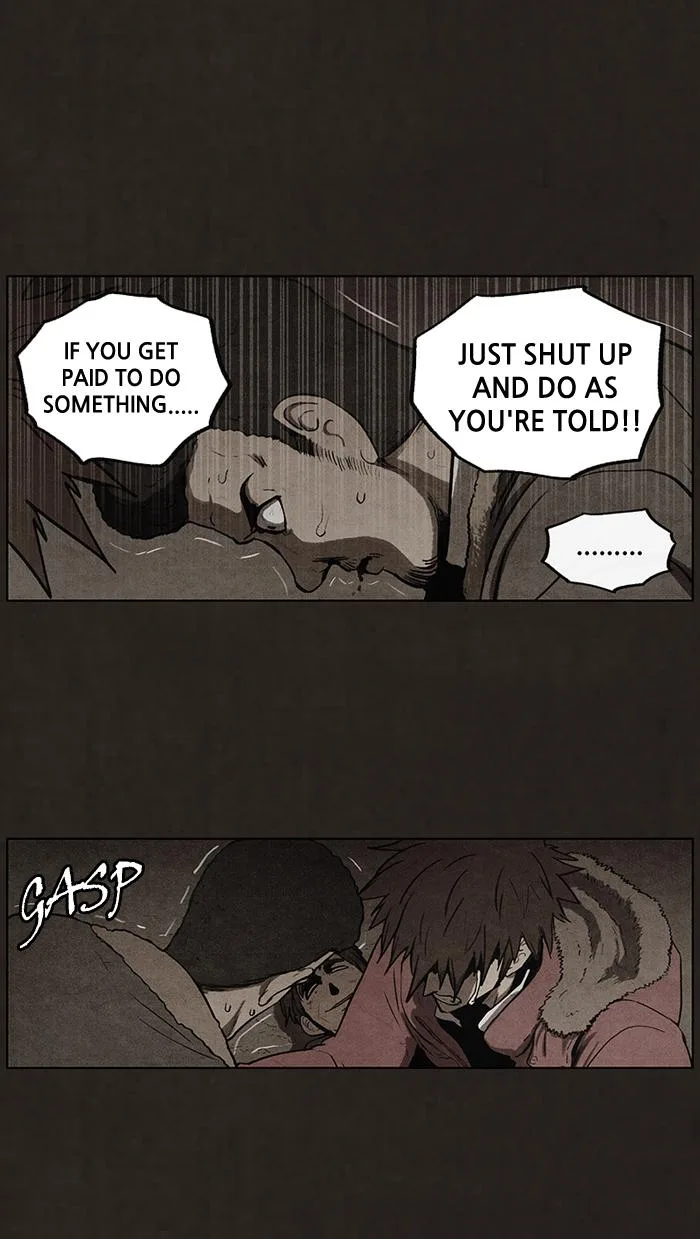 IF YOU GET
PAID TO DO
SOMETHING.....
JUST SHUT UP
AND DO AS
YOU'RE TOLD!!
.........
GASP